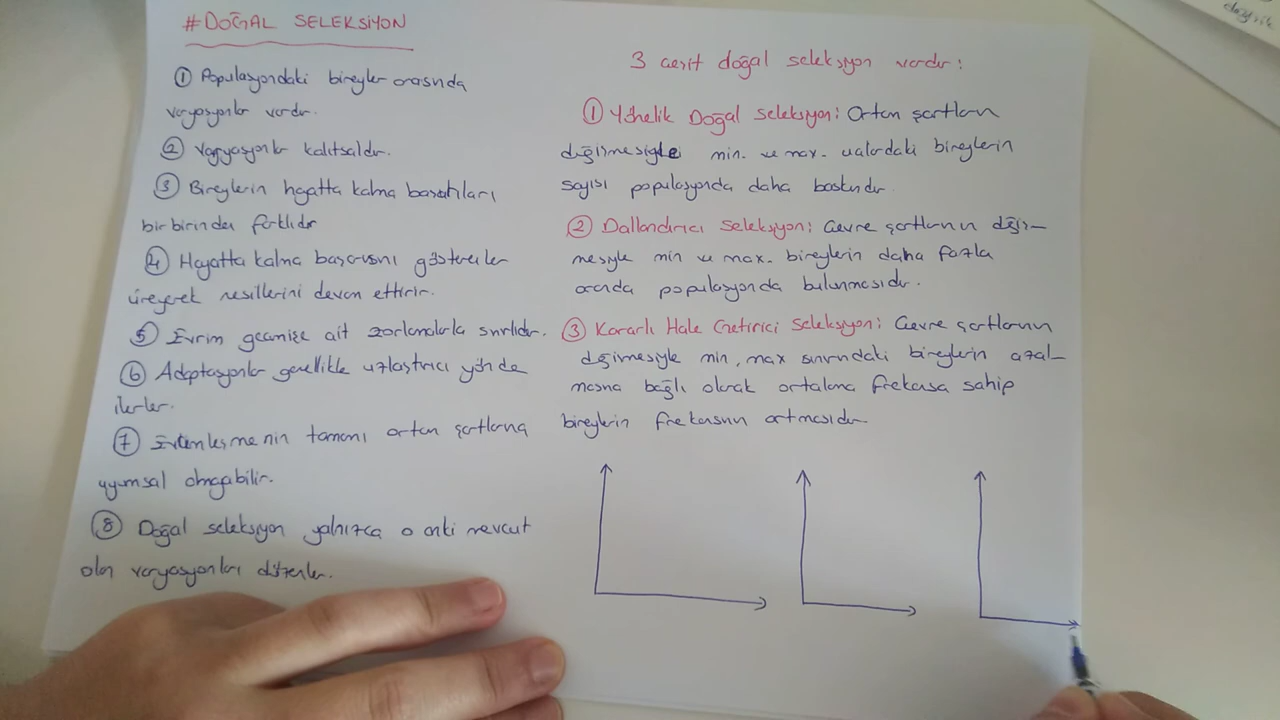 #DOĞAL SELEKSİYON
① Populasyondaki bireyler arasında
varyasyonlar vardır.
② Varyasyonlar kalıtsaldır.
③ Bireylerin hayatta kalma başarıları
birbirinden farklıdır
④ Hayatta kalma başarısını gösterenler
üreyerek nesillerini devam ettirir.
⑤ Evrim geçmişe ait zorlamalarla sınırlıdır.
⑥ Adaptasyonlar genellikle uzlaştırıcı yönde
ilerler.
⑦ Evrimleşmenin tamamı ortam şartlarına
uyumsal olmayabilir.
⑧ Doğal seleksiyon yalnızca o anki mevcut
olan varyasyonları düzenler.
3 çeşit doğal seleksiyon vardır:
① Yönelik Doğal Seleksiyon: Ortam şartların
değişmesiyle min. ve max. uçlardaki bireylerin
sayısı populasyonda daha baskındır.
② Dallandırıcı Seleksiyon: Çevre şartlarının değiş-
mesiyle min ve max. bireylerin daha fazla
oranda populasyonda bulunmasıdır.
③ Kararlı Hale Getirici Seleksiyon: Çevre şartlarının
değişmesiyle min, max sınırındaki bireylerin azal-
masına bağlı olarak ortalama frekansa sahip
bireylerin frekansının artmasıdır